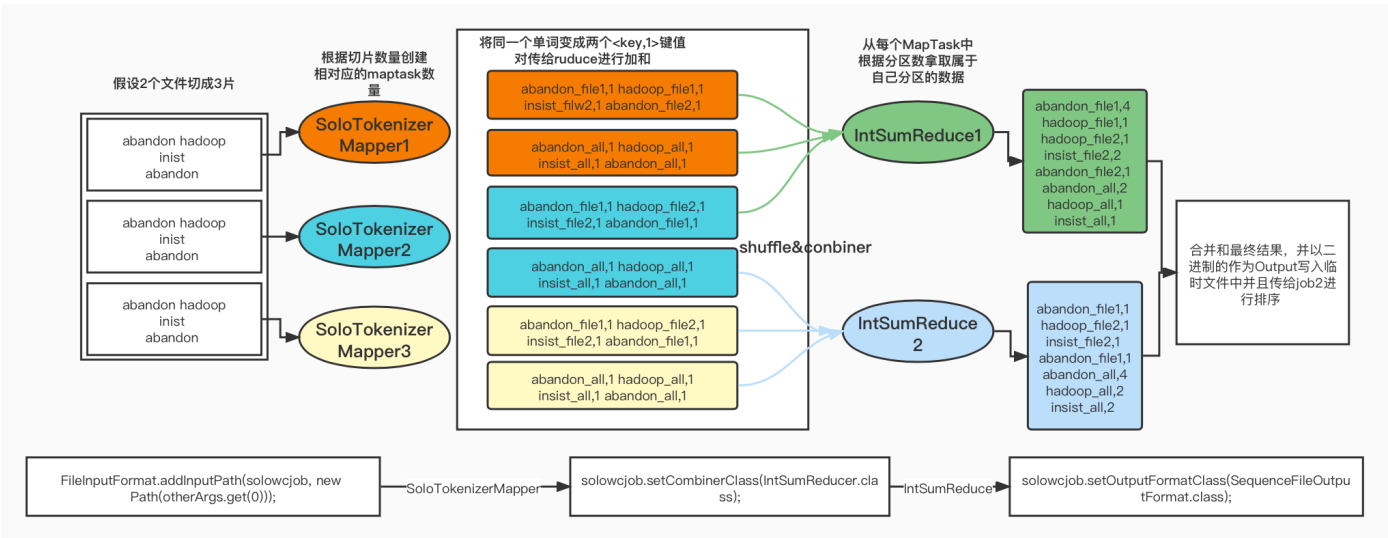 假设2个文件切成3片
abandon hadoop
inist
abandon
abandon hadoop
inist
abandon
abandon hadoop
inist
abandon
根据切片数量创建
相对应的maptask数
量
SoloTokenizer
Mapper1
SoloTokenizer
Mapper2
SoloTokenizer
Mapper3
将同一个单词变成两个<key,1>键值
对传给ruduce进行加和
abandon_file1,1 hadoop_file1,1
insist_filw2,1 abandon_file2,1
abandon_all,1 hadoop_all,1
insist_all,1 abandon_all,1
abandon_file1,1 hadoop_file2,1
insist_file2,1 abandon_file1,1
abandon_all,1 hadoop_all,1
insist_all,1 abandon_all,1
abandon_file1,1 hadoop_file2,1
insist_file2,1 abandon_file1,1
abandon_all,1 hadoop_all,1
insist_all,1 abandon_all,1
shuffle&conbiner
从每个MapTask中
根据分区数拿取属于
自己分区的数据
IntSumReduce1
IntSumReduce
2
abandon_file1,4
hadoop_file1,1
hadoop_file2,1
insist_file2,2
abandon_file2,1
abandon_all,2
hadoop_all,1
insist_all,1
abandon_file1,1
hadoop_file2,1
insist_file2,1
abandon_file1,1
abandon_all,4
hadoop_all,2
insist_all,2
合并和最终结果，并以二
进制的作为Output写入临
时文件中并且传给job2进
行排序
FileInputFormat.addInputPath(solowcjob, new
Path(otherArgs.get(0)));
SoloTokenizerMapper
solowcjob.setCombinerClass(IntSumReducer.cla
ss);
IntSumReduce
solowcjob.setOutputFormatClass(SequenceFileOutpu
tFormat.class);